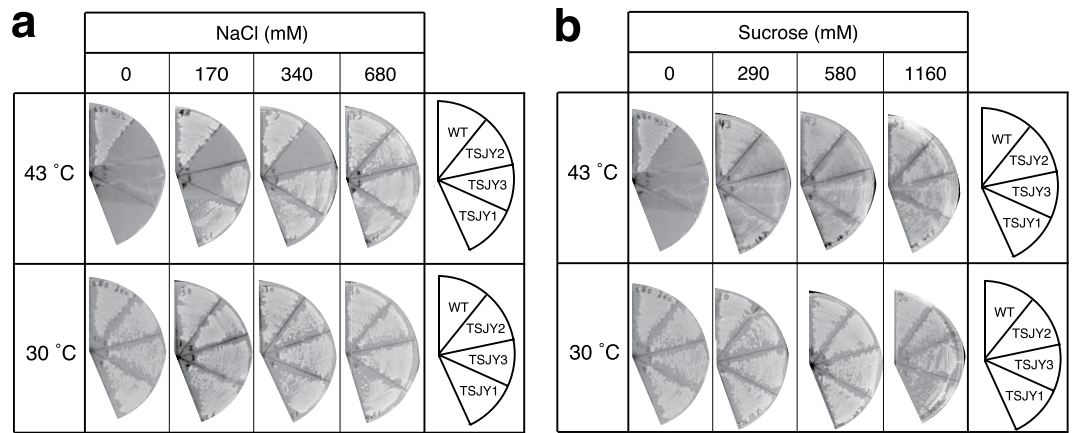 a
NaCl (mM)
0 170 340 680
43 °C
WT
TSJY2
TSJY3
TSJY1
30 °C
WT
TSJY2
TSJY3
TSJY1
b
Sucrose (mM)
0 290 580 1160
43 °C
WT
TSJY2
TSJY3
TSJY1
30 °C
WT
TSJY2
TSJY3
TSJY1